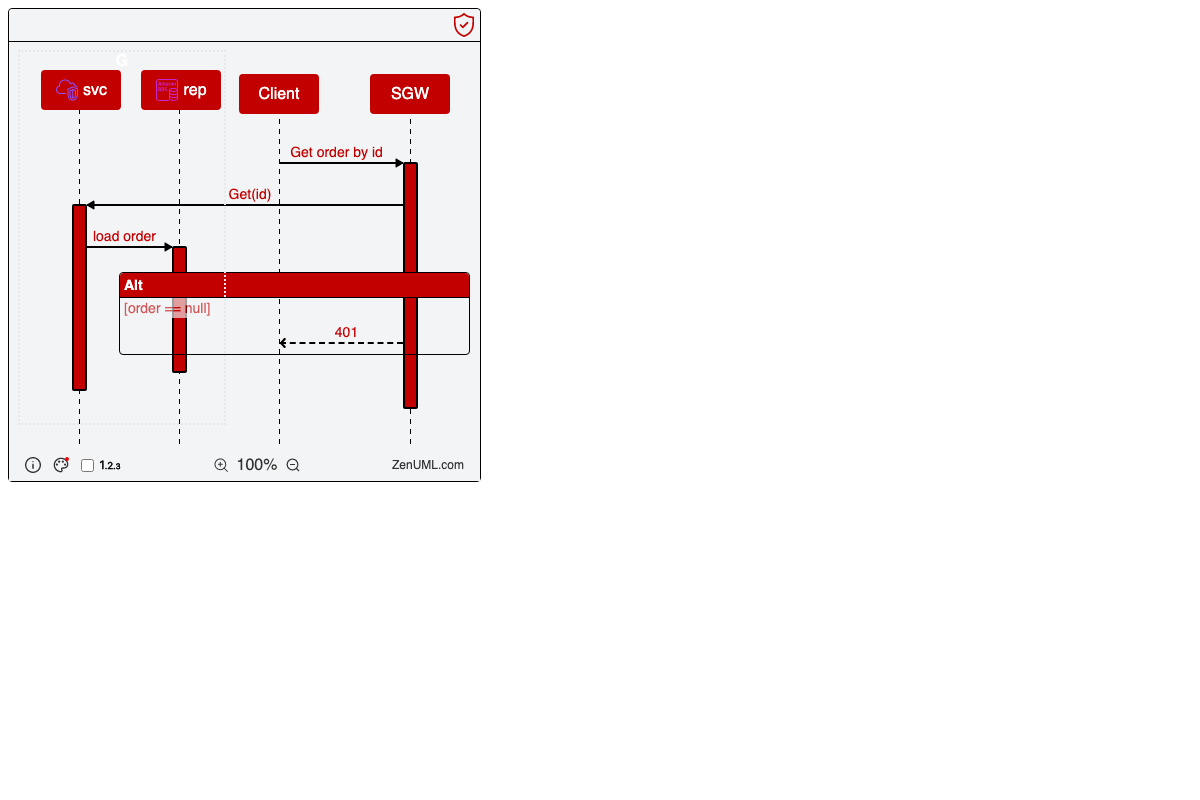 G
svc
rep
Client
SGW
Get order by id
Get(id)
load order
Alt
[order == null]
401
1.2.3
100%
ZenUML.com